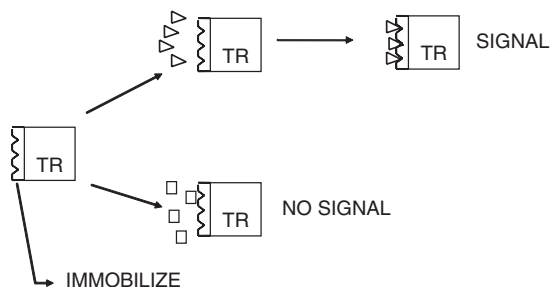 TR
TR SIGNAL
TR
TR NO SIGNAL
IMMOBILIZE